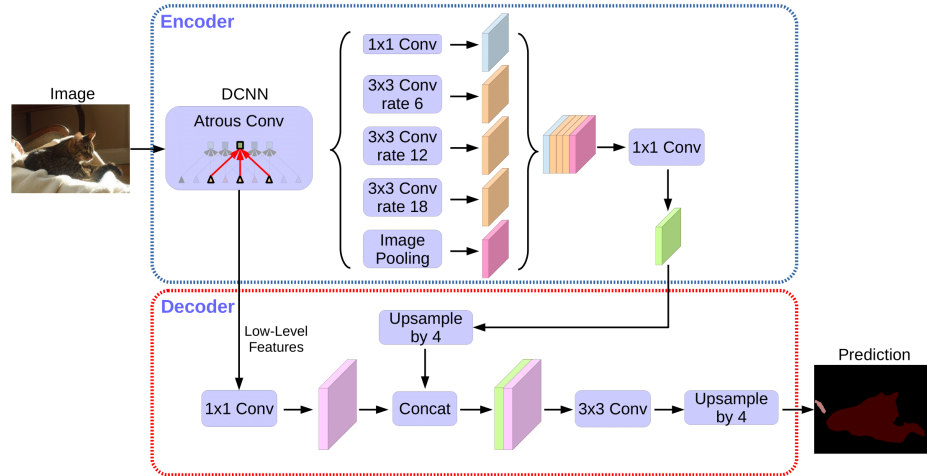 Encoder
Image
DCNN
Atrous Conv
1x1 Conv
3x3 Conv
rate 6
3x3 Conv
rate 12
3x3 Conv
rate 18
Image
Pooling
1x1 Conv
Decoder
Low-Level
Features
Upsample
by 4
1x1 Conv
Concat
3x3 Conv
Upsample
by 4
Prediction